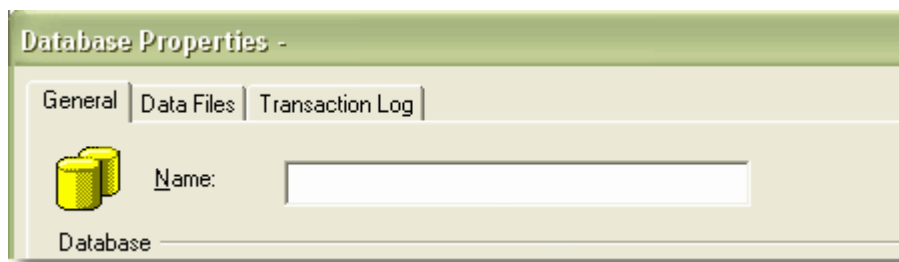 Database Properties -
General Data Files Transaction Log
Name:
Database